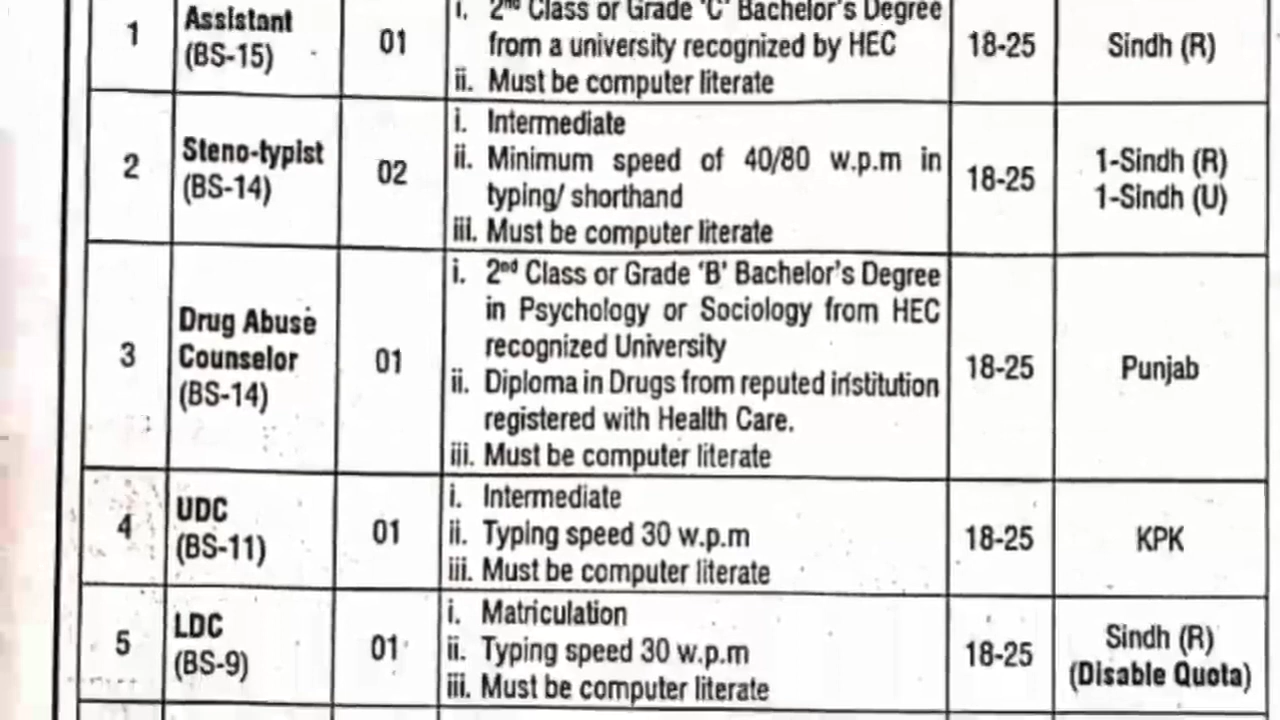 1
Assistant
(BS-15)
01
i. 2nd Class or Grade 'C' Bachelor's Degree
from a university recognized by HEC
ii. Must be computer literate
18-25
Sindh (R)
2
Steno-typist
(BS-14)
02
i. Intermediate
ii. Minimum speed of 40/80 w.p.m in
typing/ shorthand
iii. Must be computer literate
18-25
1-Sindh (R)
1-Sindh (U)
3
Drug Abuse
Counselor
(BS-14)
01
i. 2nd Class or Grade 'B' Bachelor's Degree
in Psychology or Sociology from HEC
recognized University
ii. Diploma in Drugs from reputed institution
registered with Health Care.
iii. Must be computer literate
18-25
Punjab
4
UDC
(BS-11)
01
i. Intermediate
ii. Typing speed 30 w.p.m
iii. Must be computer literate
18-25
KPK
5
LDC
(BS-9)
01
i. Matriculation
ii. Typing speed 30 w.p.m
iii. Must be computer literate
18-25
Sindh (R)
(Disable Quota)